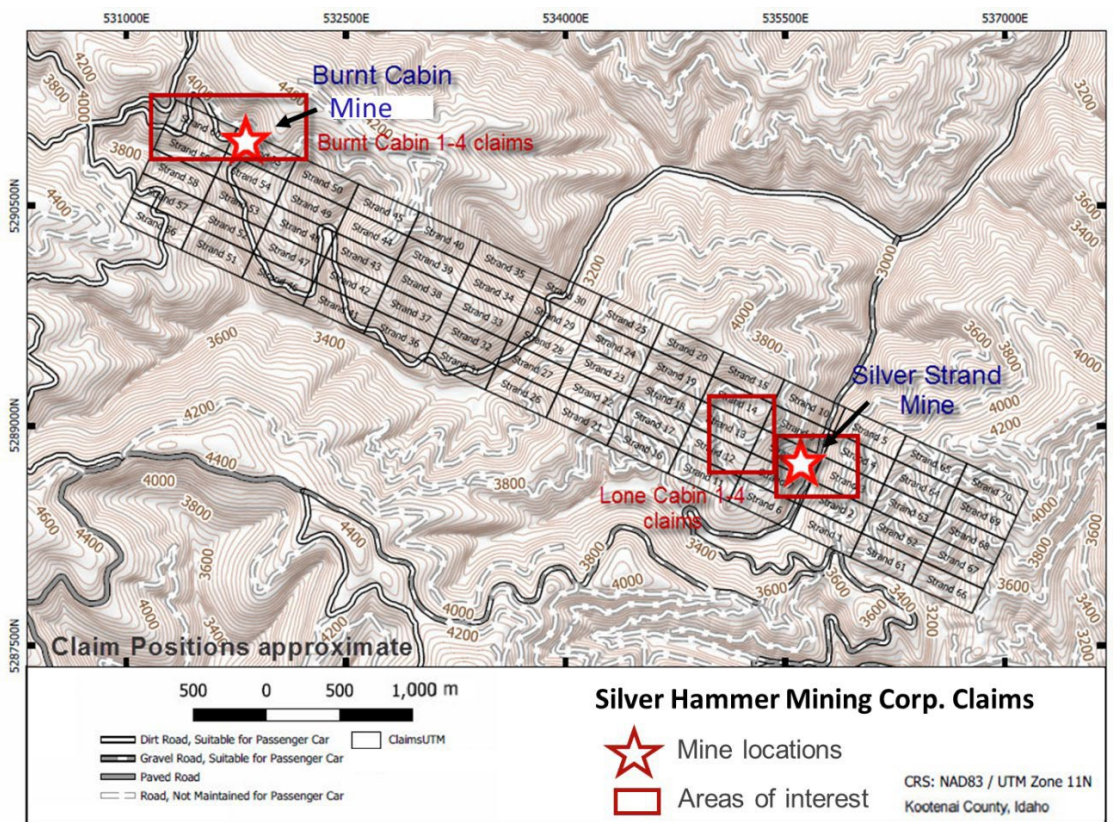 531000E 532500E 534000E 535500E 537000E
5290500N
5289000N
5287500N
Burnt Cabin
Mine
Burnt Cabin 1-4 claims
Silver Strand
Mine
Lone Cabin 1-4
claims
Strand 58
Strand 57
Strand 56
Strand 54
Strand 53
Strand 52
Strand 51
Strand 50
Strand 49
Strand 48
Strand 47
Strand 46
Strand 45
Strand 44
Strand 43
Strand 42
Strand 41
Strand 40
Strand 39
Strand 38
Strand 37
Strand 36
Strand 35
Strand 34
Strand 33
Strand 32
Strand 30
Strand 29
Strand 28
Strand 27
Strand 26
Strand 25
Strand 24
Strand 23
Strand 22
Strand 21
Strand 20
Strand 19
Strand 18
Strand 17
Strand 16
Strand 15
Strand 14
Strand 13
Strand 12
Strand 11
Strand 10
Strand 6
Strand 5
Strand 4
Strand 2
Strand 1
Strand 65
Strand 64
Strand 63
Strand 62
Strand 61
Strand 70
Strand 69
Strand 68
Strand 67
Strand 66
4200
3800
4000
4400
3600
3400
3200
3000
Claim Positions approximate
500 0 500 1,000 m
Dirt Road, Suitable for Passenger Car
ClaimsUTM
Gravel Road, Suitable for Passenger Car
Paved Road
Road, Not Maintained for Passenger Car
Silver Hammer Mining Corp. Claims
Mine locations
Areas of interest
CRS: NAD83 / UTM Zone 11N
Kootenai County, Idaho